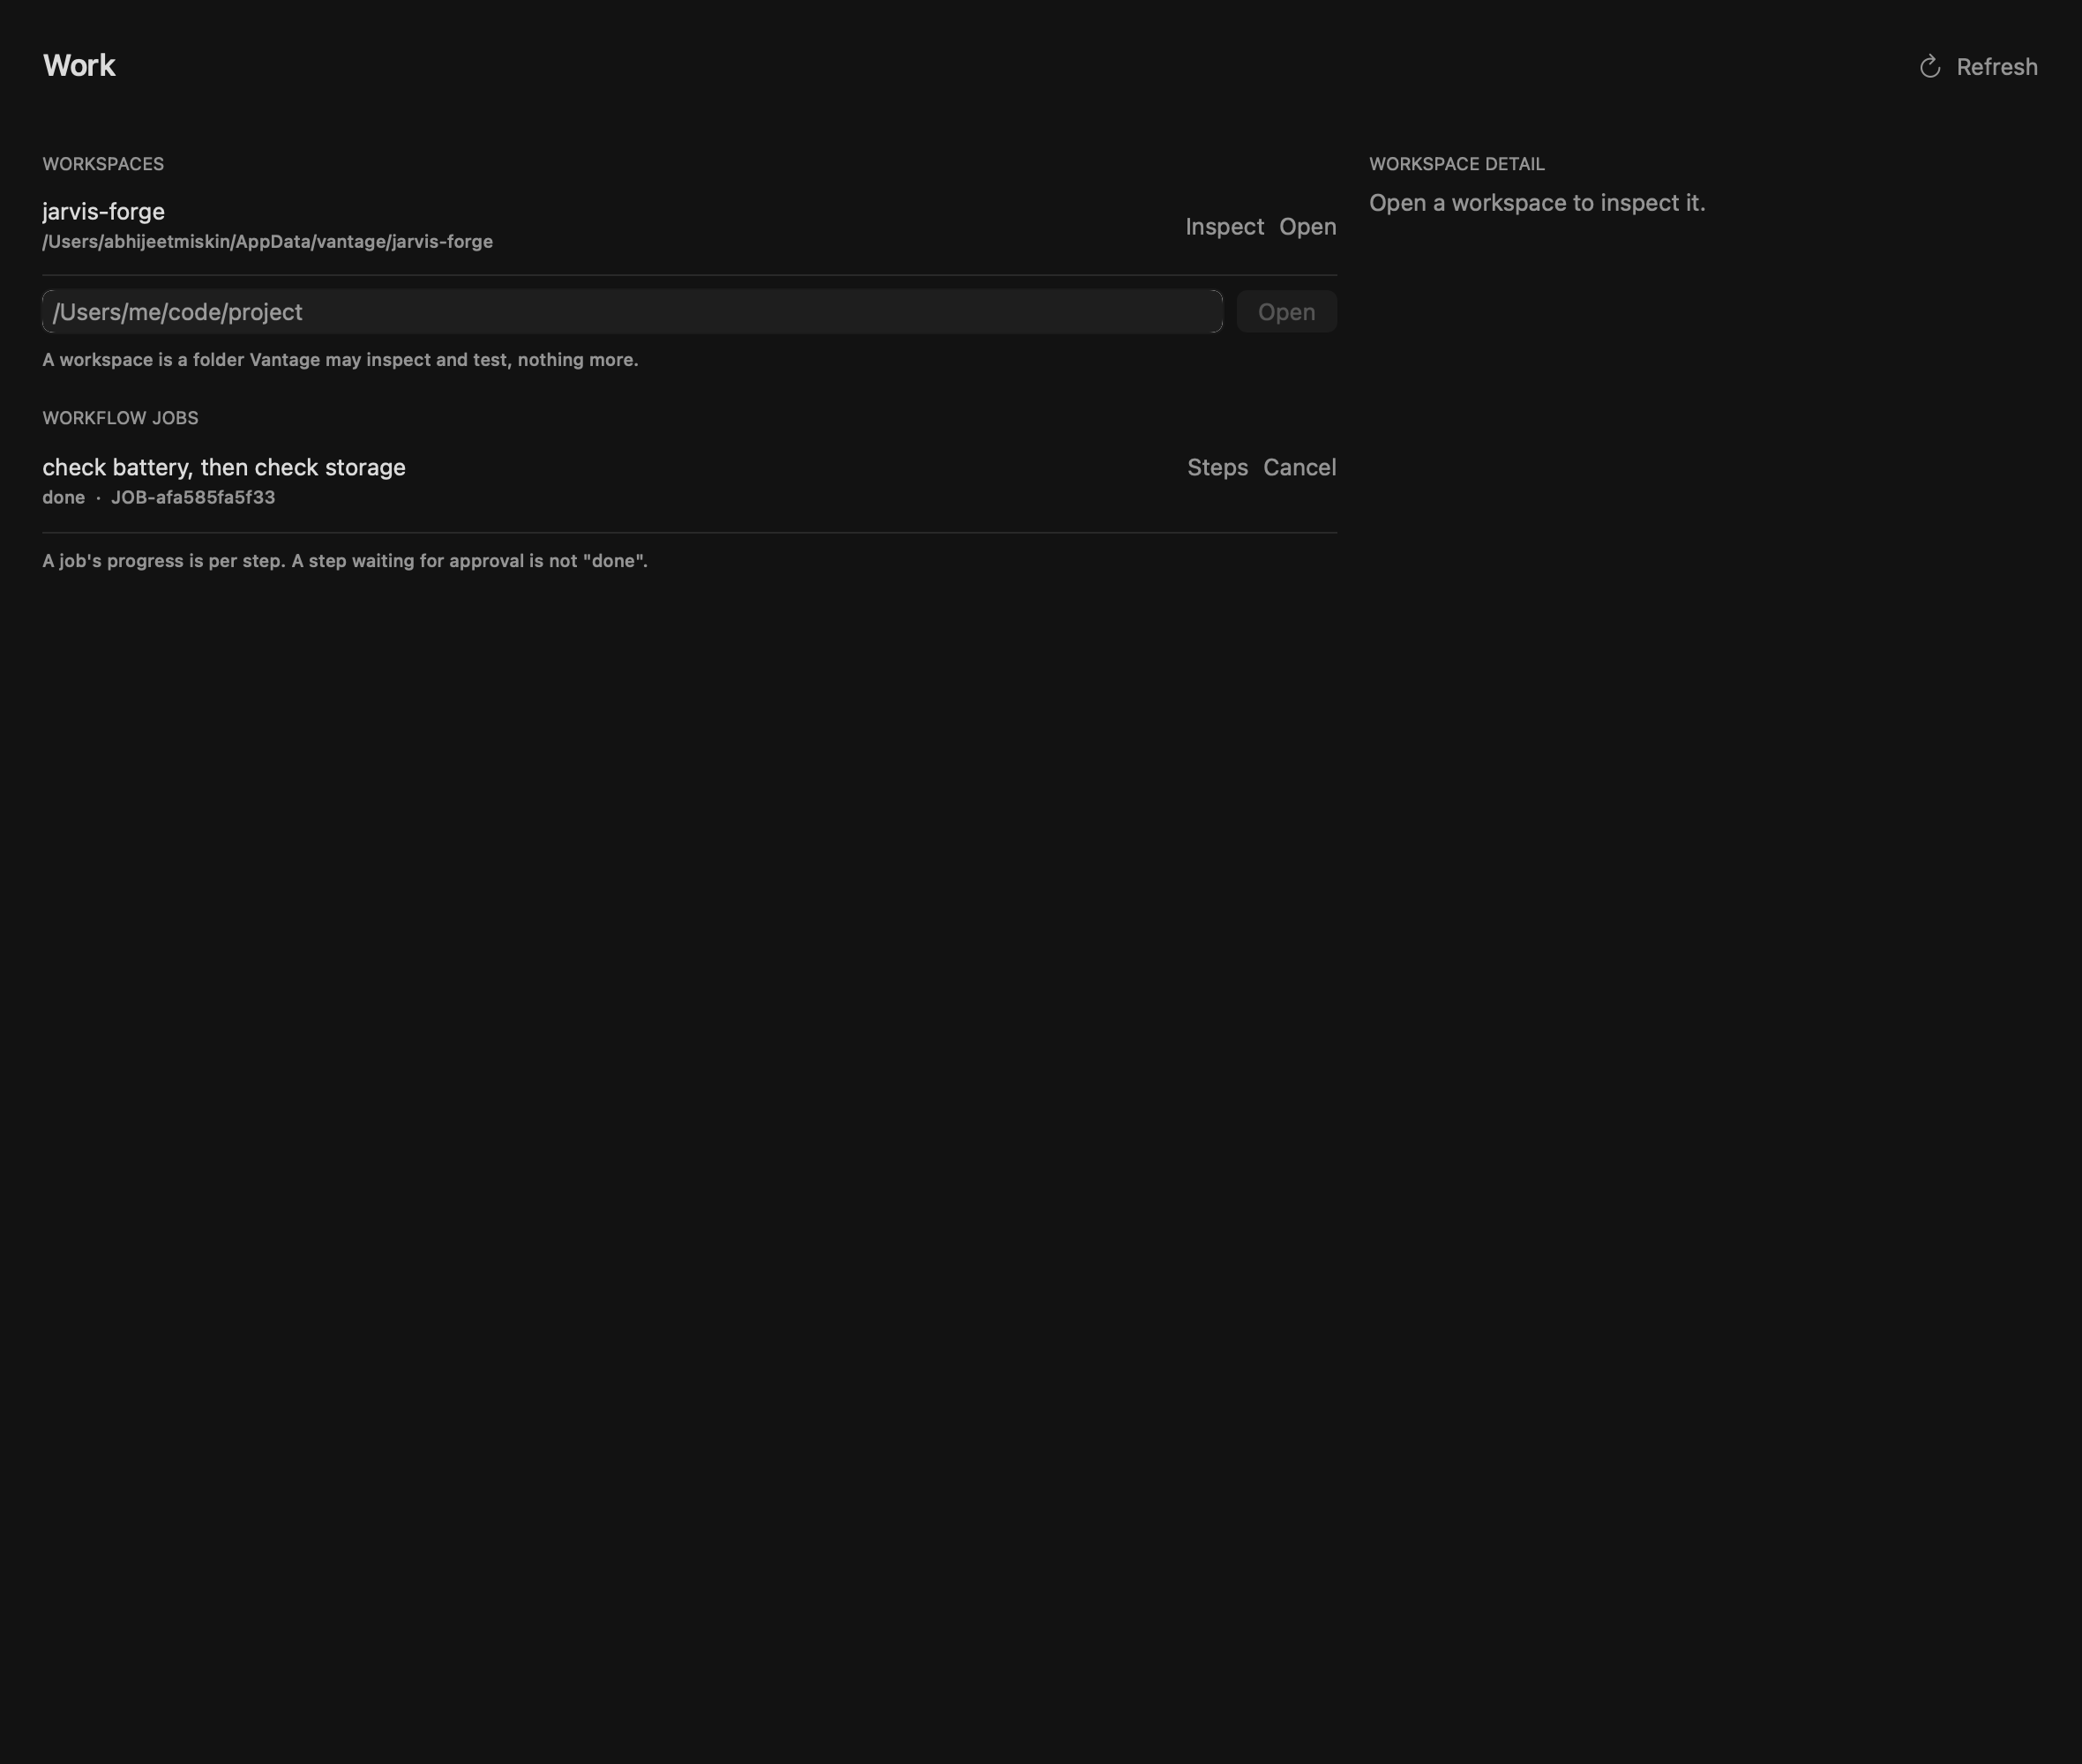 Work
Refresh
WORKSPACES
jarvis-forge
/Users/abhijeetmiskin/AppData/vantage/jarvis-forge
Inspect Open
/Users/me/code/project
Open
A workspace is a folder Vantage may inspect and test, nothing more.
WORKFLOW JOBS
check battery, then check storage
done · JOB-afa585fa5f33
Steps Cancel
A job's progress is per step. A step waiting for approval is not "done".
WORKSPACE DETAIL
Open a workspace to inspect it.